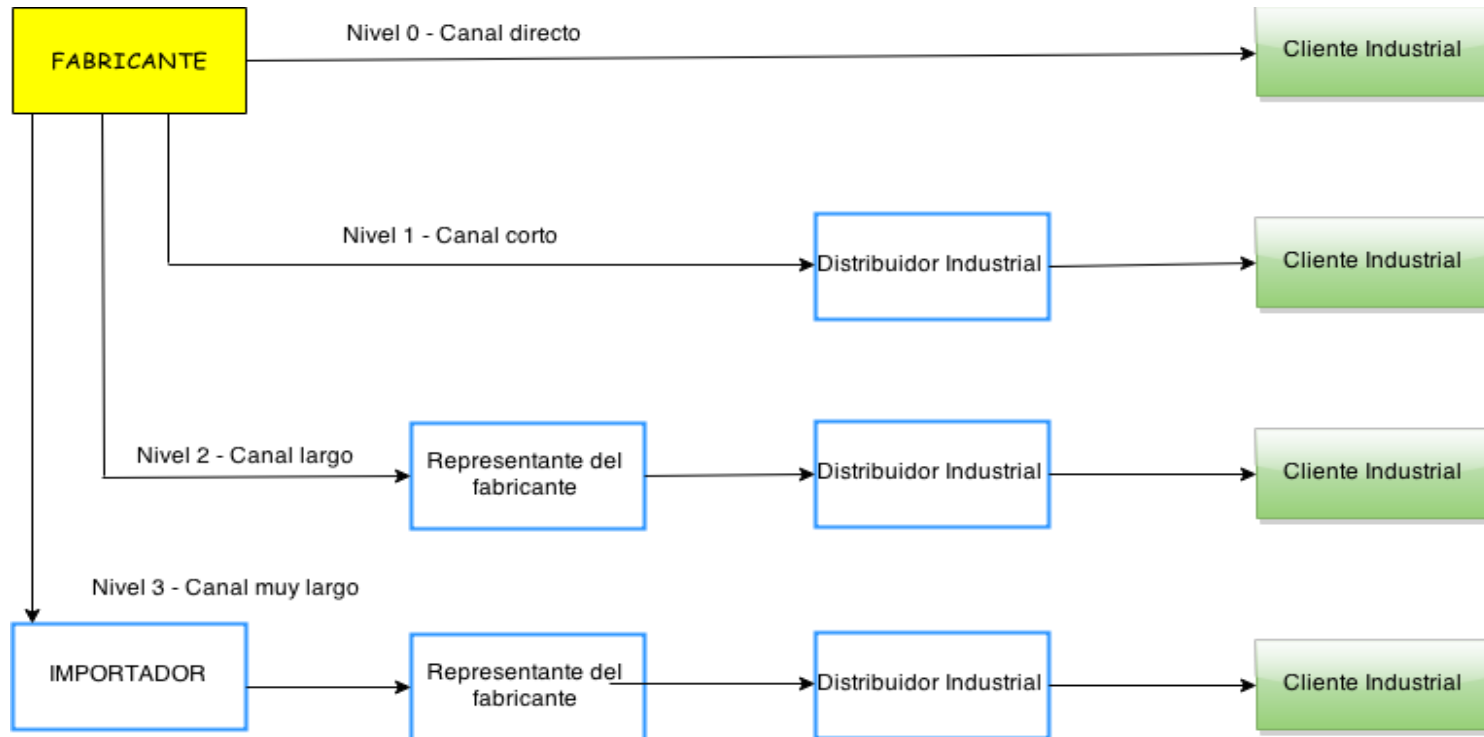 Nivel 0 - Canal directo
FABRICANTE
Cliente Industrial
Nivel 1 - Canal corto
Distribuidor Industrial
Cliente Industrial
Nivel 2 - Canal largo
Representante del
fabricante
Distribuidor Industrial
Cliente Industrial
Nivel 3 - Canal muy largo
IMPORTADOR
Representante del
fabricante
Distribuidor Industrial
Cliente Industrial